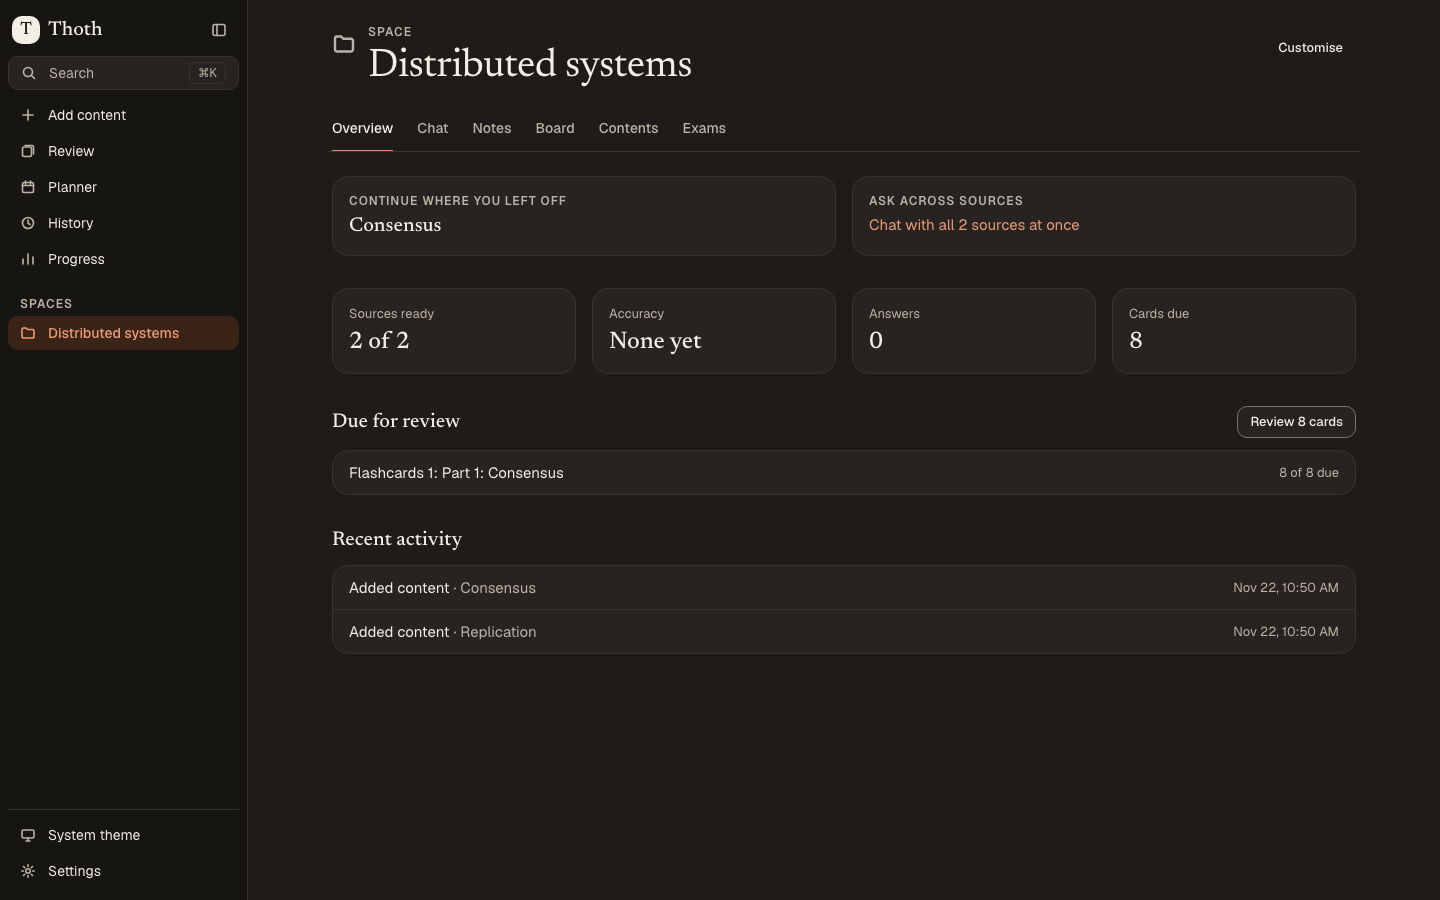 T Thoth
Search ⌘K
Add content
Review
Planner
History
Progress
SPACES
Distributed systems
System theme
Settings
SPACE
Distributed systems
Customise
Overview Chat Notes Board Contents Exams
CONTINUE WHERE YOU LEFT OFF
Consensus
ASK ACROSS SOURCES
Chat with all 2 sources at once
Sources ready
2 of 2
Accuracy
None yet
Answers
0
Cards due
8
Due for review
Review 8 cards
Flashcards 1: Part 1: Consensus 8 of 8 due
Recent activity
Added content · Consensus Nov 22, 10:50 AM
Added content · Replication Nov 22, 10:50 AM